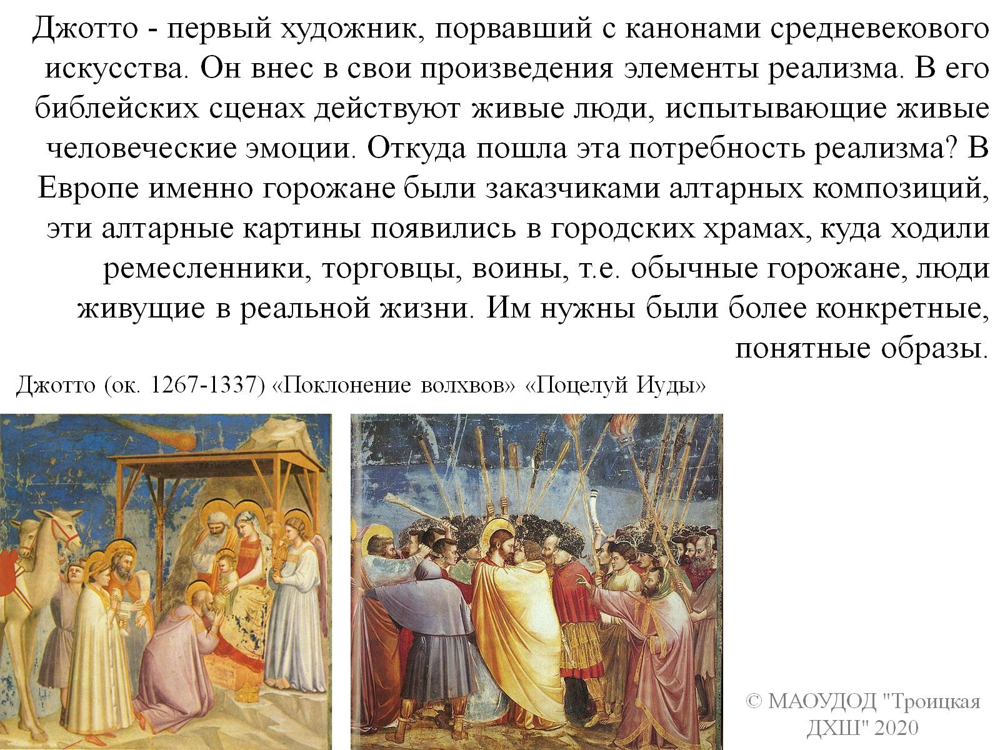 Джотто - первый художник, порвавший с канонами средневекового
искусства. Он внес в свои произведения элементы реализма. В его
библейских сценах действуют живые люди, испытывающие живые
человеческие эмоции. Откуда пошла эта потребность реализма? В
Европе именно горожане были заказчиками алтарных композиций,
эти алтарные картины появились в городских храмах, куда ходили
ремесленники, торговцы, воины, т.е. обычные горожане, люди
живущие в реальной жизни. Им нужны были более конкретные,
понятные образы.
Джотто (ок. 1267-1337) «Поклонение волхвов» «Поцелуй Иуды»
© МАОУДОД "Троицкая
ДХШ" 2020